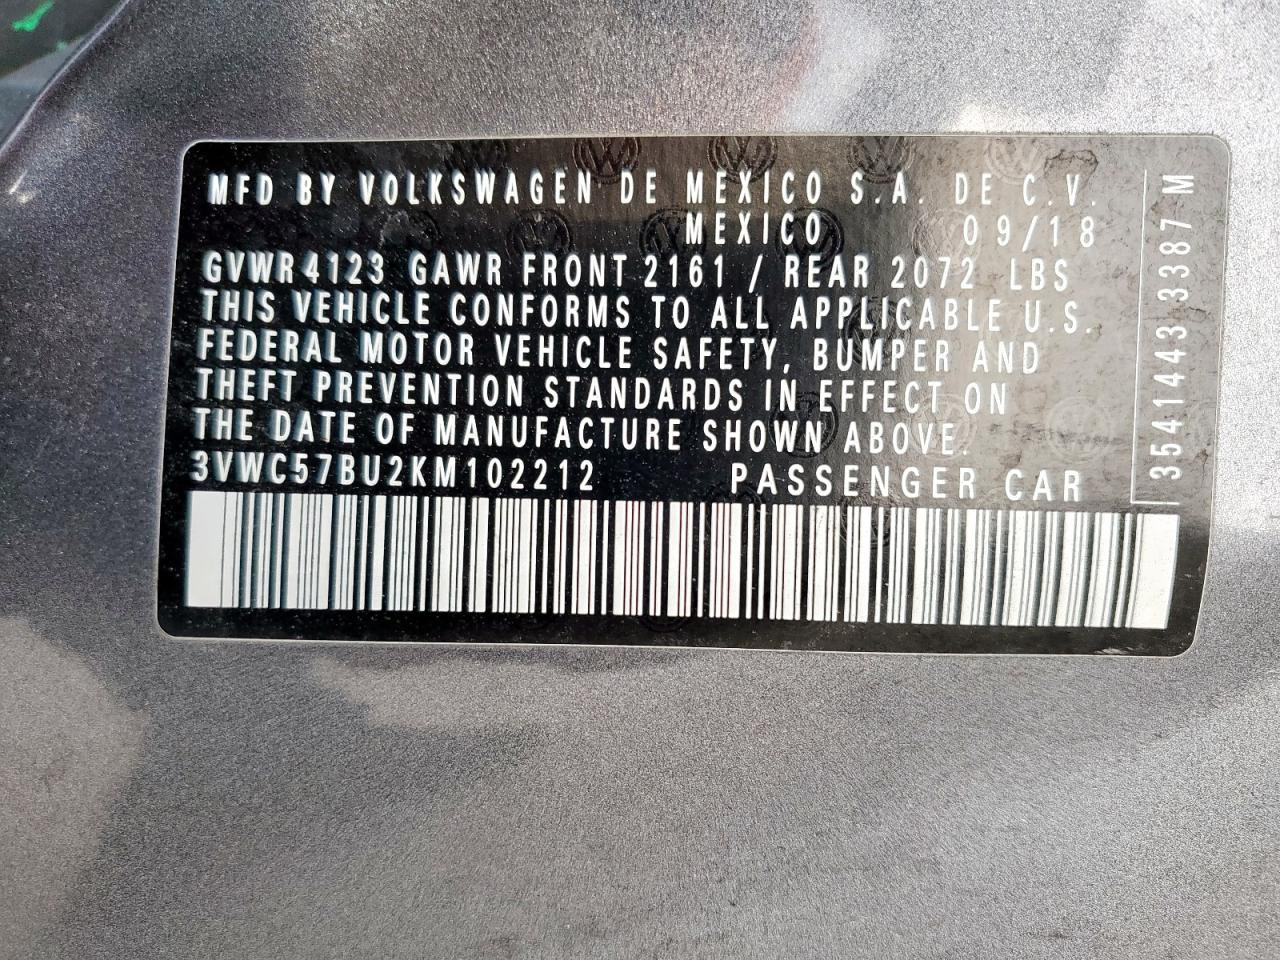 MFD BY VOLKSWAGEN DE MEXICO S.A. DE C.V.
MEXICO 09/18
GVWR 4123 GAWR FRONT 2161 / REAR 2072 LBS
THIS VEHICLE CONFORMS TO ALL APPLICABLE U.S.
FEDERAL MOTOR VEHICLE SAFETY, BUMPER AND
THEFT PREVENTION STANDARDS IN EFFECT ON
THE DATE OF MANUFACTURE SHOWN ABOVE.
3VWC57BU2KM102212 PASSENGER CAR
3541443 3387 M